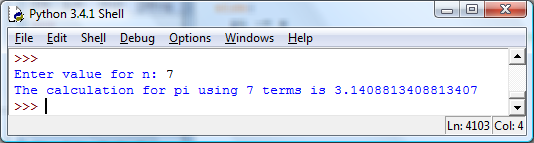 Python 3.4.1 Shell
File Edit Shell Debug Options Windows Help
>>>
Enter value for n: 7
The calculation for pi using 7 terms is 3.1408813408813407
>>>
Ln: 4103 Col: 4